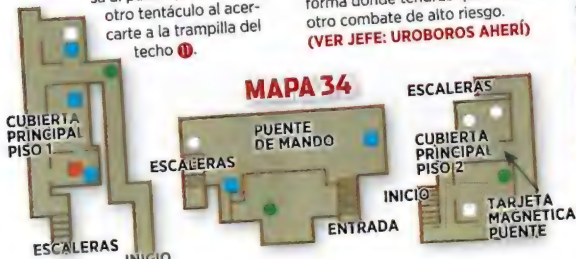 otro tentáculo al acer-
carte a la trampilla del
techo 11.
forma donde
otro combate de alto riesgo.
(VER JEFE: UROBOROS AHERÍ)
MAPA 34
CUBIERTA
PRINCIPAL
PISO 1
ESCALERAS
INICIO
PUENTE
DE MANDO
ESCALERAS
ENTRADA
ESCALERAS
CUBIERTA
PRINCIPAL
PISO 2
INICIO
TARJETA
MAGNÉTICA
PUENTE